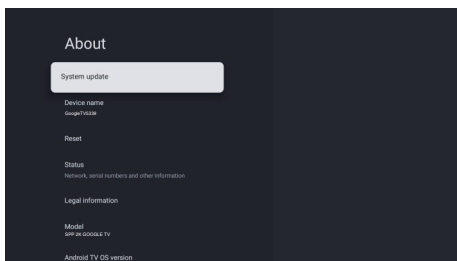 About
System update
Device name
GoogleTV5339
Reset
Status
Network, serial numbers and other information
Legal information
Model
SPP 2K GOOGLE TV
Android TV OS version